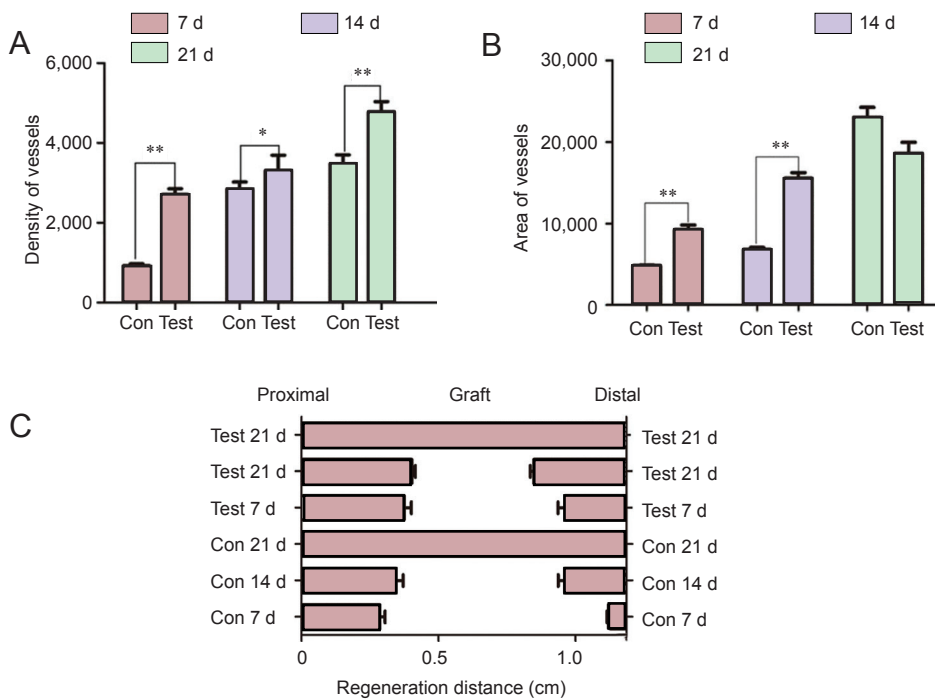 A
7 d
14 d
21 d
Density of vessels
6,000
4,000
2,000
0
**
*
**
Con Test
Con Test
Con Test
B
7 d
14 d
21 d
Area of vessels
30,000
20,000
10,000
0
**
**
Con Test
Con Test
Con Test
C
Proximal
Graft
Distal
Test 21 d
Test 21 d
Test 21 d
Test 21 d
Test 7 d
Test 7 d
Con 21 d
Con 21 d
Con 14 d
Con 14 d
Con 7 d
Con 7 d
0
0.5
1.0
Regeneration distance (cm)